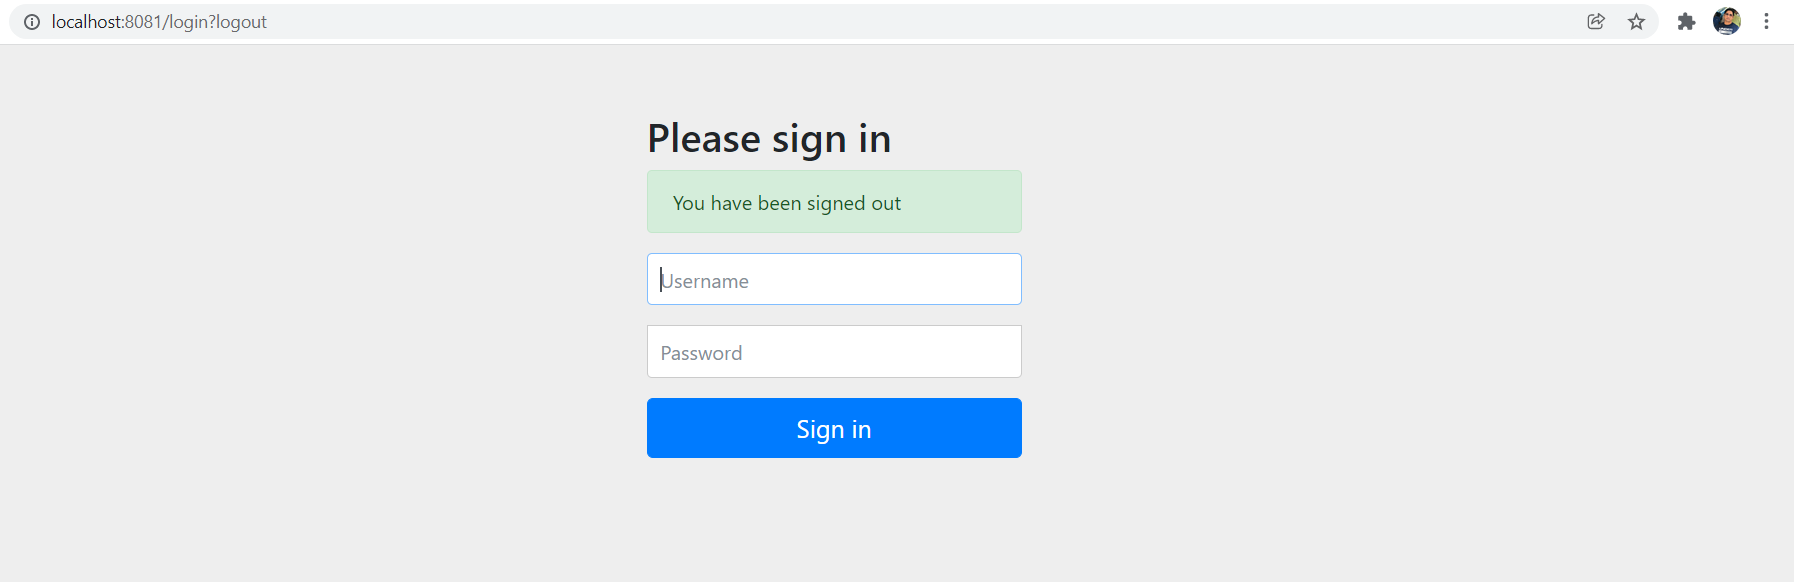 localhost:8081/login?logout
Please sign in
You have been signed out
Username
Password
Sign in